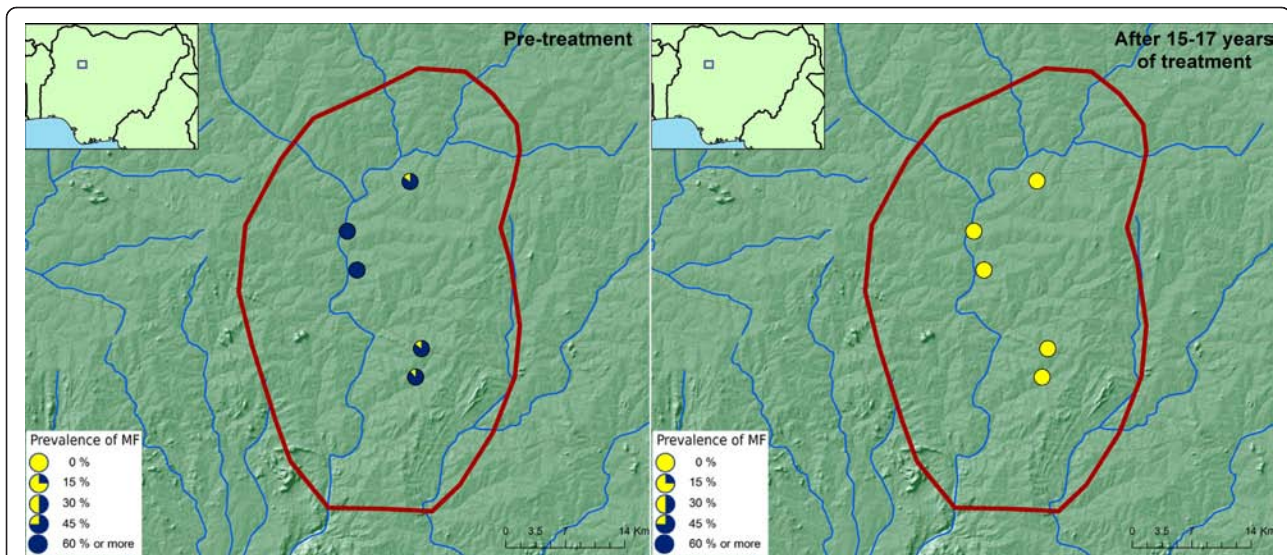 Pre-treatment
Prevalence of MF
0 %
15 %
30 %
45 %
60 % or more
0 3.5 7 14 Km
After 15-17 years
of treatment
Prevalence of MF
0 %
15 %
30 %
45 %
60 % or more
0 3.5 7 14 Km